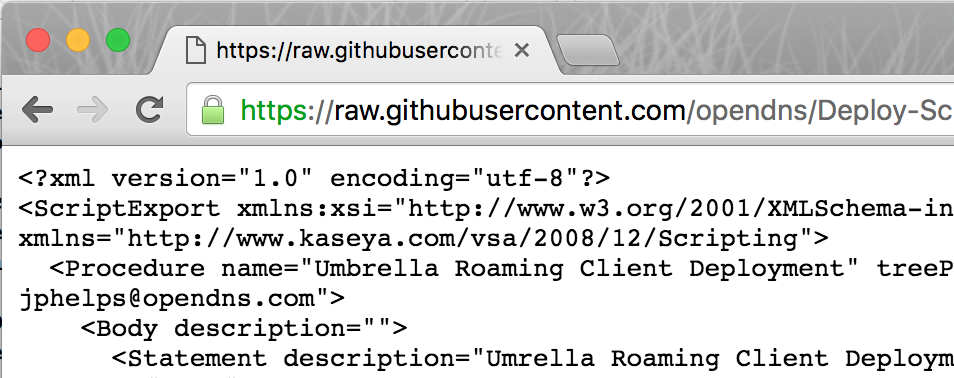 https://raw.githubuserconte
https://raw.githubusercontent.com/opendns/Deploy-Sc
<?xml version="1.0" encoding="utf-8"?>
<ScriptExport xmlns:xsi="http://www.w3.org/2001/XMLSchema-in
xmlns="http://www.kaseya.com/vsa/2008/12/Scripting">
<Procedure name="Umbrella Roaming Client Deployment" treeP
jphelps@opendns.com">
<Body description="">
<Statement description="Umrella Roaming Client Deploym